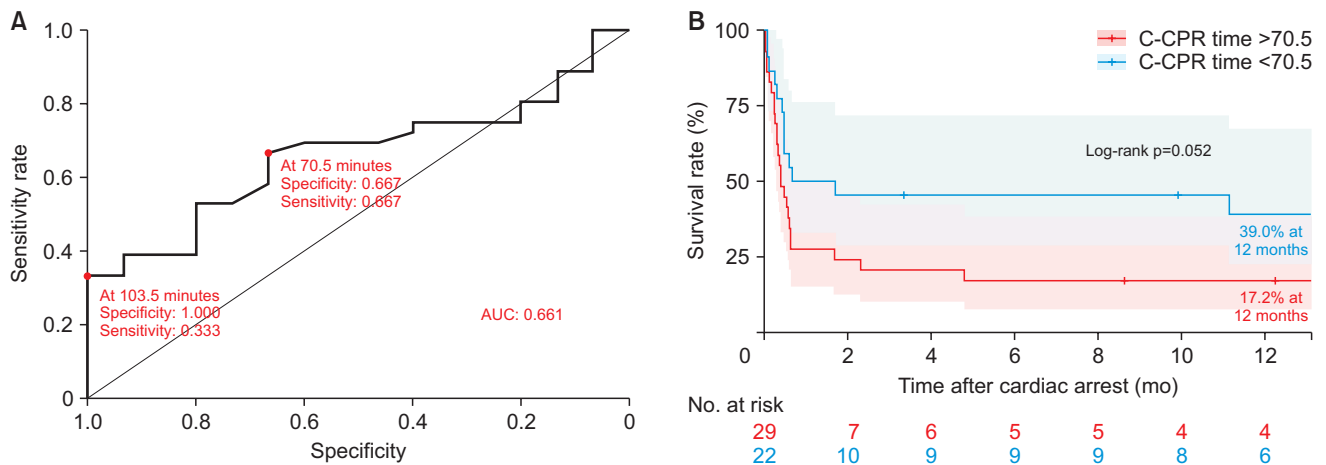 A
1.0
0.8
0.6
0.4
0.2
0
Sensitivity rate
At 70.5 minutes
Specificity: 0.667
Sensitivity: 0.667
At 103.5 minutes
Specificity: 1.000
Sensitivity: 0.333
AUC: 0.661
1.0 0.8 0.6 0.4 0.2 0
Specificity
B
100
75
50
25
Survival rate (%)
C-CPR time >70.5
C-CPR time <70.5
Log-rank p=0.052
39.0% at
12 months
17.2% at
12 months
0 2 4 6 8 10 12
Time after cardiac arrest (mo)
No. at risk
29 7 6 5 5 4 4
22 10 9 9 9 8 6